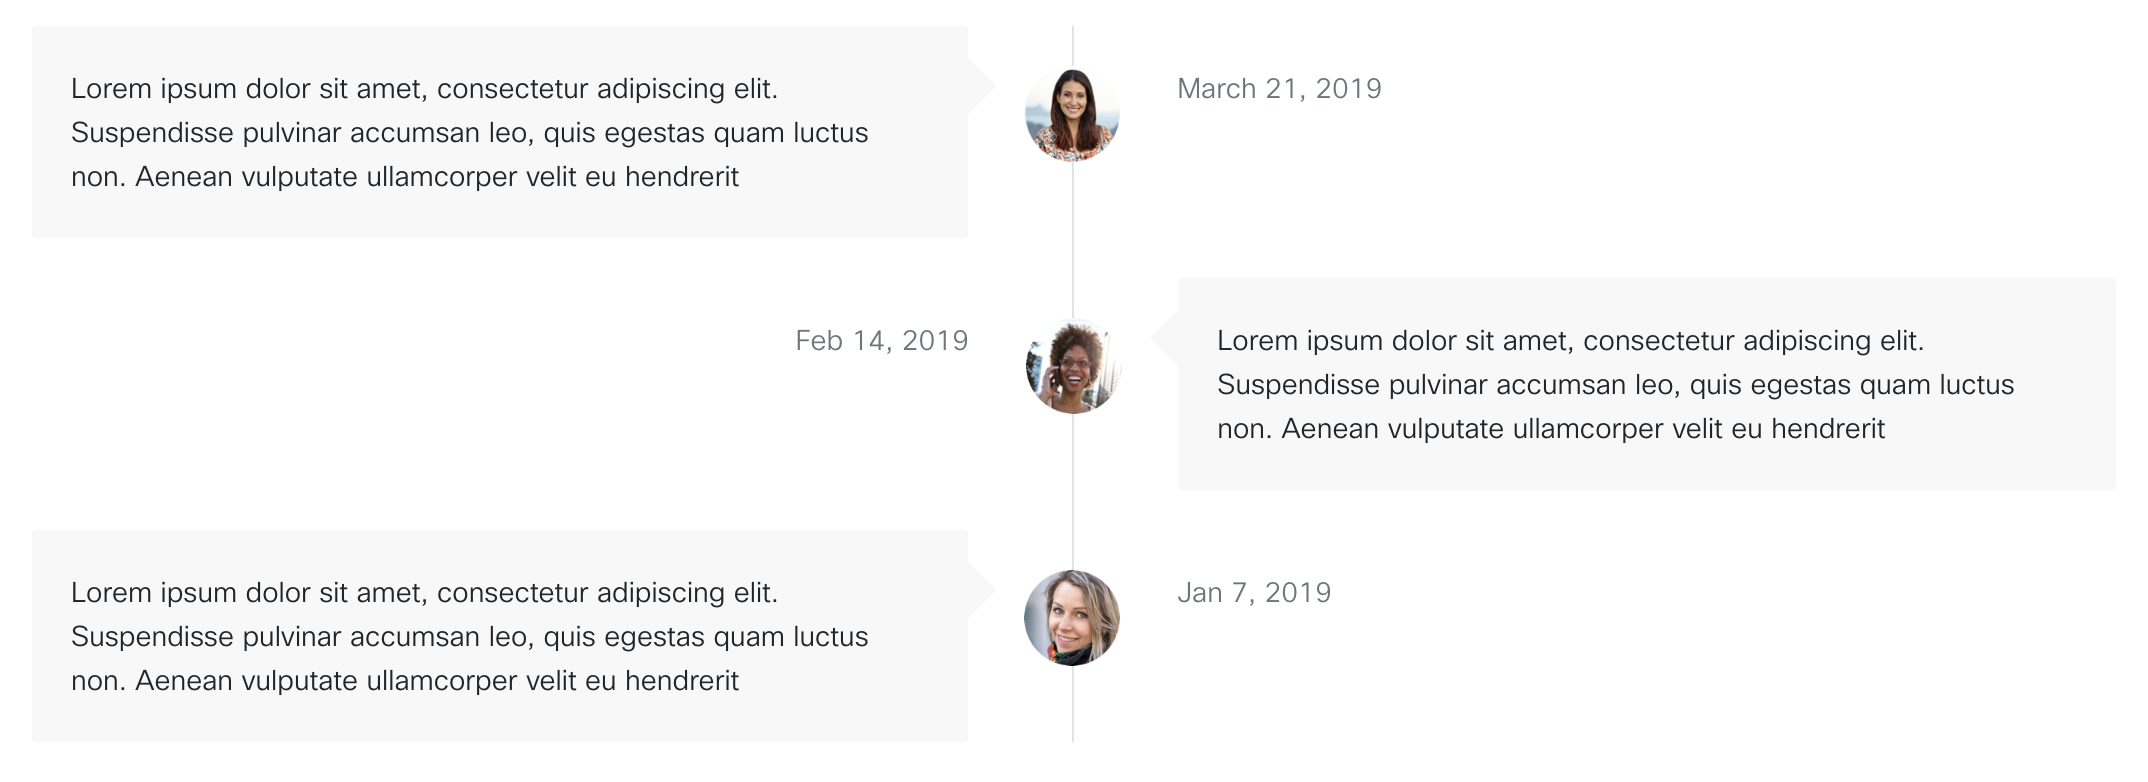 Lorem ipsum dolor sit amet, consectetur adipiscing elit.
Suspendisse pulvinar accumsan leo, quis egestas quam luctus
non. Aenean vulputate ullamcorper velit eu hendrerit
March 21, 2019
Feb 14, 2019
Lorem ipsum dolor sit amet, consectetur adipiscing elit.
Suspendisse pulvinar accumsan leo, quis egestas quam luctus
non. Aenean vulputate ullamcorper velit eu hendrerit
Lorem ipsum dolor sit amet, consectetur adipiscing elit.
Suspendisse pulvinar accumsan leo, quis egestas quam luctus
non. Aenean vulputate ullamcorper velit eu hendrerit
Jan 7, 2019